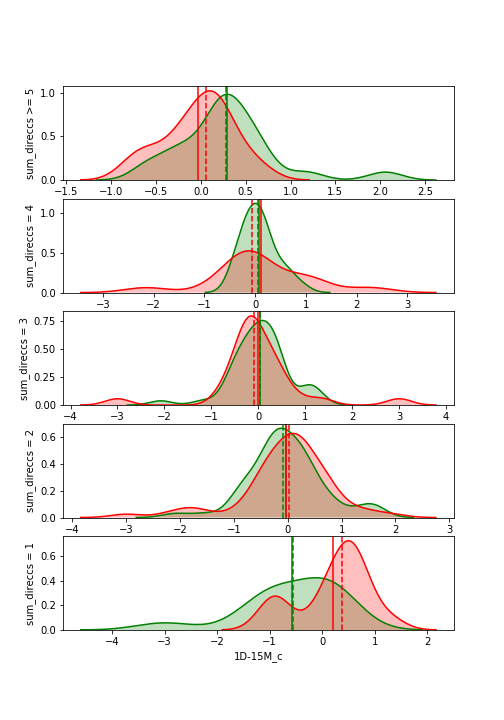 sum_direccs >= 5
1.0
0.5
0.0
−1.5 −1.0 −0.5 0.0 0.5 1.0 1.5 2.0 2.5
sum_direccs = 4
1.0
0.5
0.0
−3 −2 −1 0 1 2 3
sum_direccs = 3
0.75
0.50
0.25
0.00
−4 −3 −2 −1 0 1 2 3 4
sum_direccs = 2
0.6
0.4
0.2
0.0
−4 −3 −2 −1 0 1 2 3
sum_direccs = 1
0.6
0.4
0.2
0.0
−4 −3 −2 −1 0 1 2
1D-15M_c